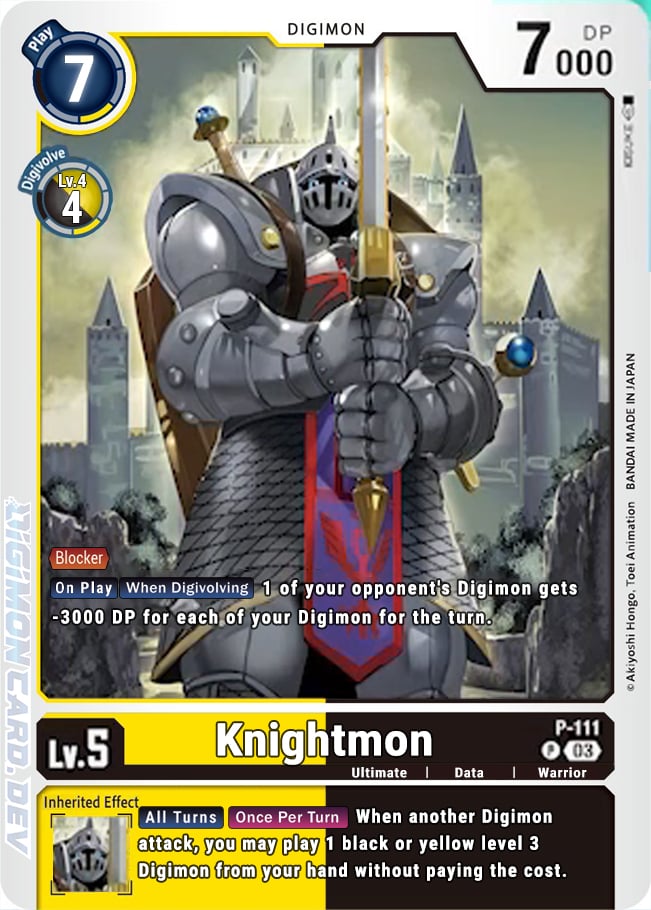 DIGIMON
Play
7
7000
DP
Digivolve
Lv.4
4
© Akiyoshi Hongo, Toei Animation BANDAI MADE IN JAPAN
DIGIMONCARD.DEV
Blocker
On Play When Digivolving 1 of your opponent's Digimon gets
-3000 DP for each of your Digimon for the turn.
Lv.5
Knightmon
P-111
P 03
Ultimate | Data | Warrior
Inherited Effect
All Turns Once Per Turn When another Digimon
attack, you may play 1 black or yellow level 3
Digimon from your hand without paying the cost.